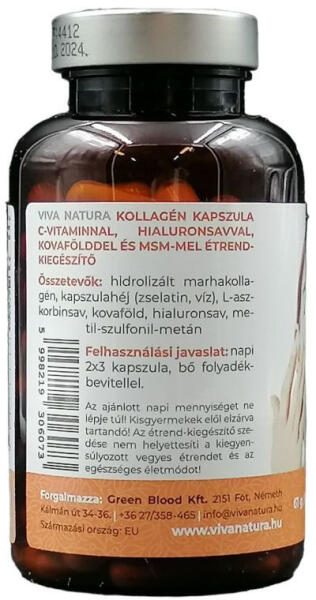 4412
2024.
VIVA NATURA KOLLAGÉN KAPSZULA
C-VITAMINNAL, HIALURONSAVVAL,
KOVAFÖLDDEL ÉS MSM-MEL ÉTREND-
KIEGÉSZÍTŐ
Összetevők: hidrolizált marhakolla-
gén, kapszulahéj (zselatin, víz), L-asz-
korbinsav, kovaföld, hialuronsav, me-
til-szulfonil-metán
Felhasználási javaslat: napi
2x3 kapszula, bő folyadék-
bevitellel.
Az ajánlott napi mennyiséget ne
lépje túl! Kisgyermekek elől elzárva
tartandó! Az étrend-kiegészítő sze-
dése nem helyettesíti a kiegyen-
súlyozott vegyes étrendet és az
egészséges életmódot!
5 998219 306073
Forgalmazza: Green Blood Kft. 2151 Fót, Németh
Kálmán út 34-36. | +36 27/358-465 | info@vivanatura.hu
Származási ország: EU
www.vivanatura.hu